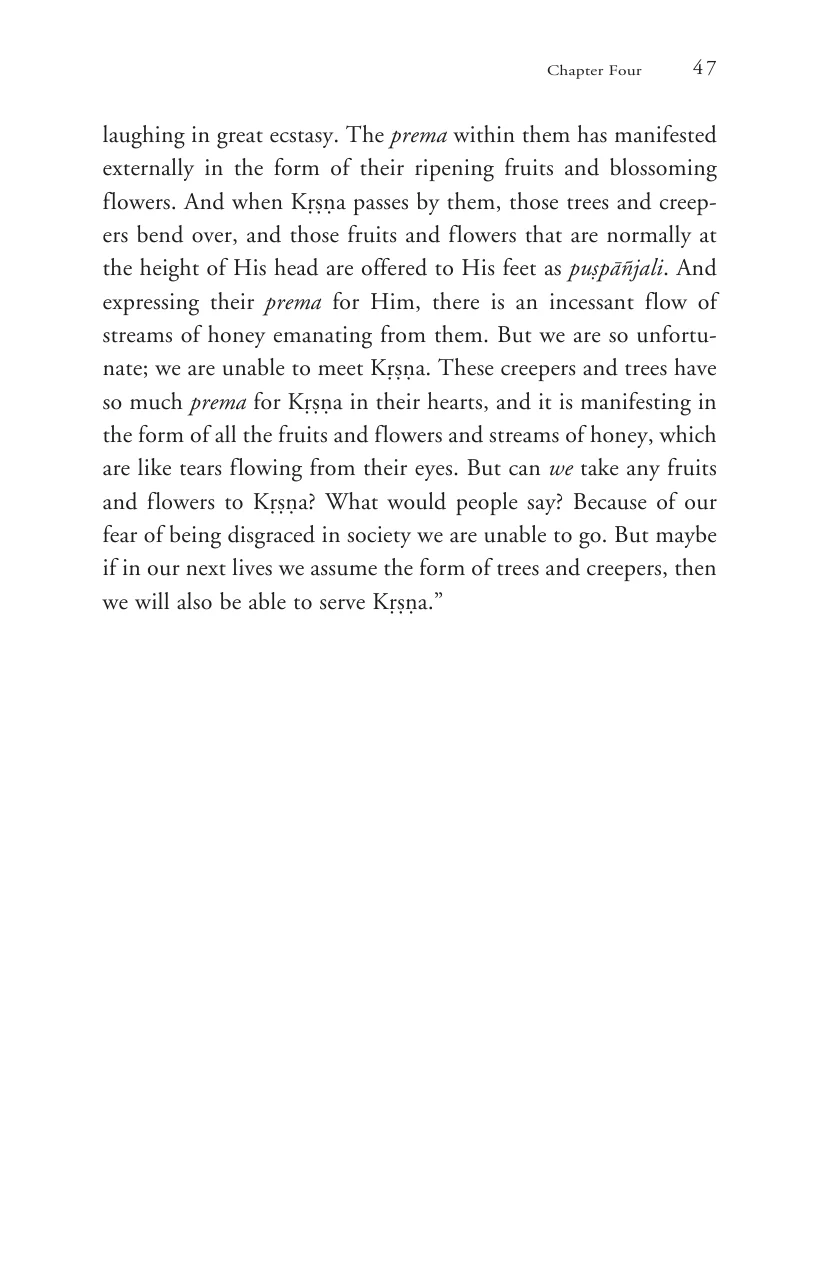 Chapter Four 47
laughing in great ecstasy. The prema within them has manifested
externally in the form of their ripening fruits and blossoming
flowers. And when Kṛṣṇa passes by them, those trees and creep-
ers bend over, and those fruits and flowers that are normally at
the height of His head are offered to His feet as puṣpāñjali. And
expressing their prema for Him, there is an incessant flow of
streams of honey emanating from them. But we are so unfortu-
nate; we are unable to meet Kṛṣṇa. These creepers and trees have
so much prema for Kṛṣṇa in their hearts, and it is manifesting in
the form of all the fruits and flowers and streams of honey, which
are like tears flowing from their eyes. But can we take any fruits
and flowers to Kṛṣṇa? What would people say? Because of our
fear of being disgraced in society we are unable to go. But maybe
if in our next lives we assume the form of trees and creepers, then
we will also be able to serve Kṛṣṇa.”